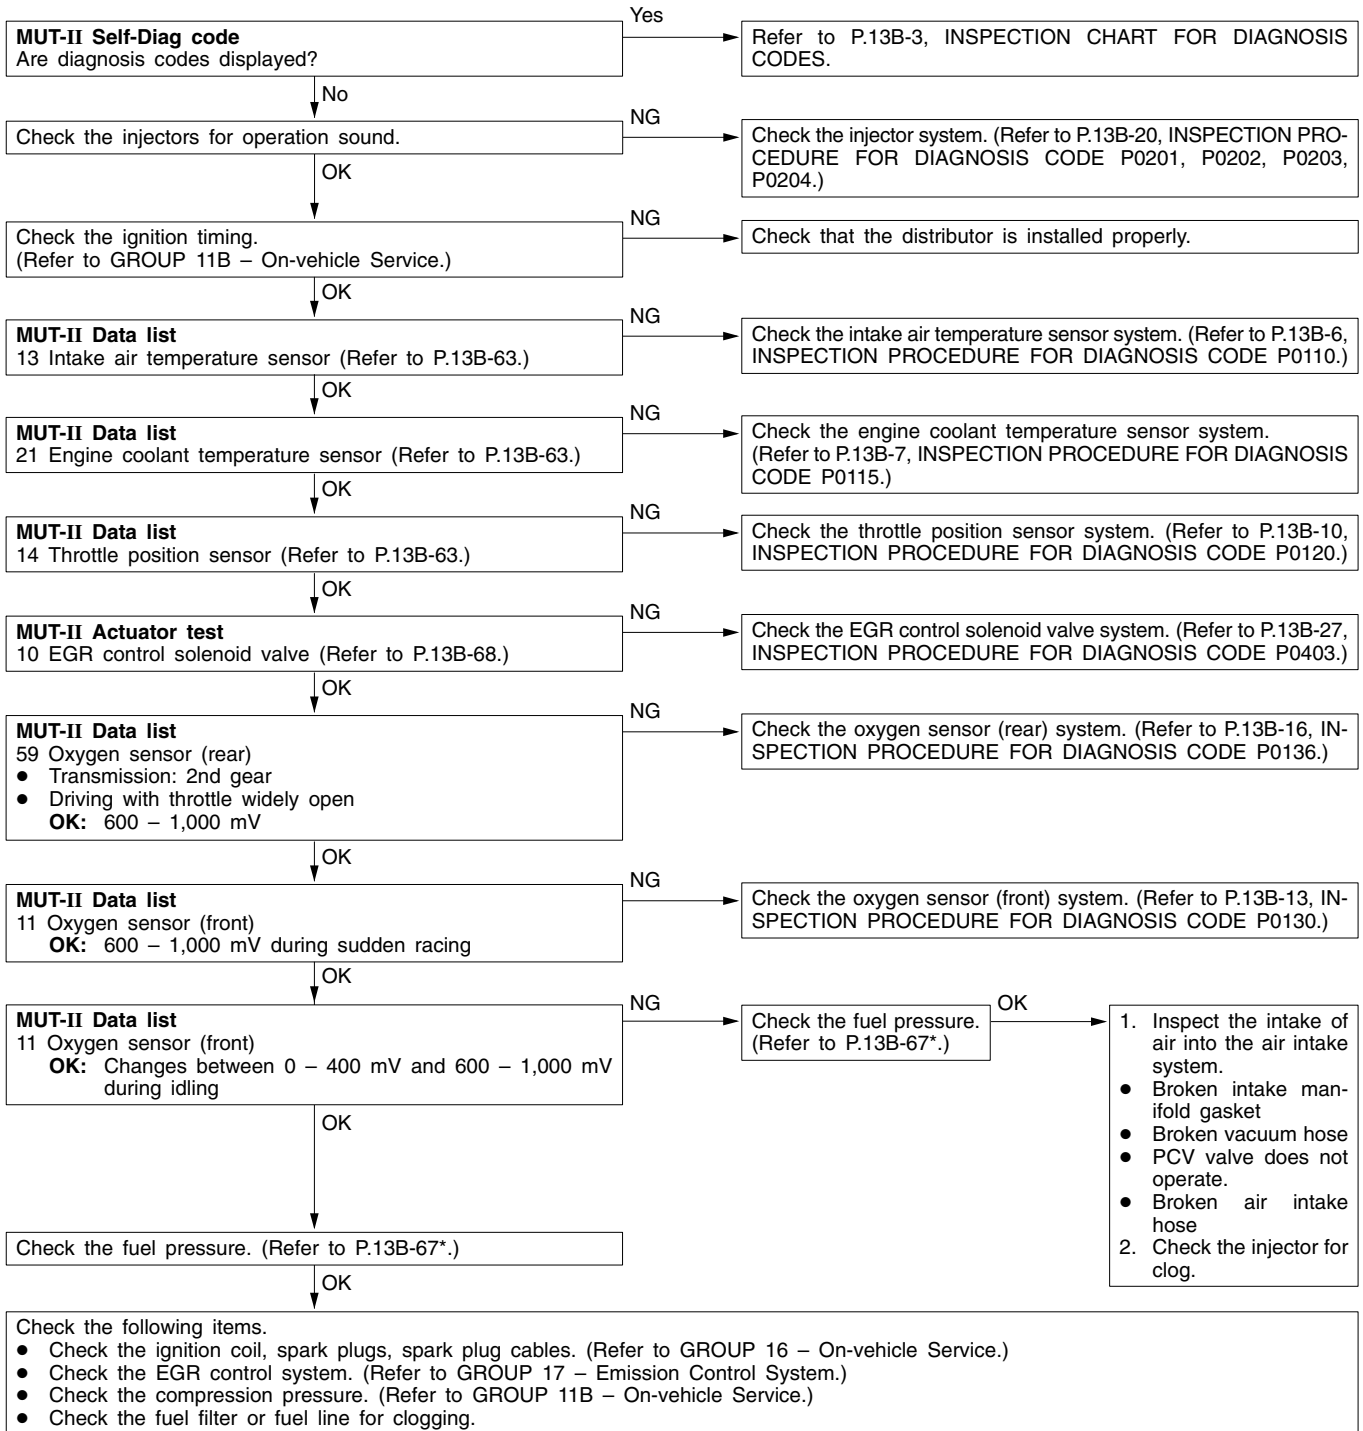 Yes
MUT-II Self-Diag code
Are diagnosis codes displayed?
Refer to P.13B-3, INSPECTION CHART FOR DIAGNOSIS
CODES.
No
NG
Check the injectors for operation sound.
Check the injector system. (Refer to P.13B-20, INSPECTION PRO-
CEDURE FOR DIAGNOSIS CODE P0201, P0202, P0203,
P0204.)
OK
NG
Check the ignition timing.
(Refer to GROUP 11B – On-vehicle Service.)
Check that the distributor is installed properly.
OK
NG
MUT-II Data list
13 Intake air temperature sensor (Refer to P.13B-63.)
Check the intake air temperature sensor system. (Refer to P.13B-6,
INSPECTION PROCEDURE FOR DIAGNOSIS CODE P0110.)
OK
NG
MUT-II Data list
21 Engine coolant temperature sensor (Refer to P.13B-63.)
Check the engine coolant temperature sensor system.
(Refer to P.13B-7, INSPECTION PROCEDURE FOR DIAGNOSIS
CODE P0115.)
OK
NG
MUT-II Data list
14 Throttle position sensor (Refer to P.13B-63.)
Check the throttle position sensor system. (Refer to P.13B-10,
INSPECTION PROCEDURE FOR DIAGNOSIS CODE P0120.)
OK
NG
MUT-II Actuator test
10 EGR control solenoid valve (Refer to P.13B-68.)
Check the EGR control solenoid valve system. (Refer to P.13B-27,
INSPECTION PROCEDURE FOR DIAGNOSIS CODE P0403.)
OK
NG
MUT-II Data list
59 Oxygen sensor (rear)
● Transmission: 2nd gear
● Driving with throttle widely open
OK: 600 – 1,000 mV
Check the oxygen sensor (rear) system. (Refer to P.13B-16, IN-
SPECTION PROCEDURE FOR DIAGNOSIS CODE P0136.)
OK
NG
MUT-II Data list
11 Oxygen sensor (front)
OK: 600 – 1,000 mV during sudden racing
Check the oxygen sensor (front) system. (Refer to P.13B-13, IN-
SPECTION PROCEDURE FOR DIAGNOSIS CODE P0130.)
OK
NG
MUT-II Data list
11 Oxygen sensor (front)
OK: Changes between 0 – 400 mV and 600 – 1,000 mV
during idling
Check the fuel pressure.
(Refer to P.13B-67*.)
OK
1. Inspect the intake of
air into the air intake
system.
● Broken intake man-
ifold gasket
● Broken vacuum hose
● PCV valve does not
operate.
● Broken air intake
hose
2. Check the injector for
clog.
OK
Check the fuel pressure. (Refer to P.13B-67*.)
OK
Check the following items.
● Check the ignition coil, spark plugs, spark plug cables. (Refer to GROUP 16 – On-vehicle Service.)
● Check the EGR control system. (Refer to GROUP 17 – Emission Control System.)
● Check the compression pressure. (Refer to GROUP 11B – On-vehicle Service.)
● Check the fuel filter or fuel line for clogging.